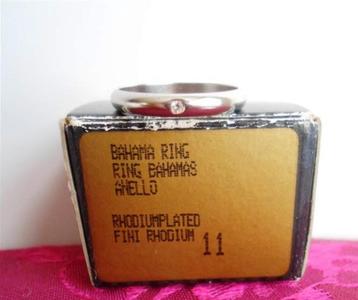 BAHAMA RING
RING BAHAMAS
ANELLO
RHODIUMPLATED
FINI RHODIUM 11